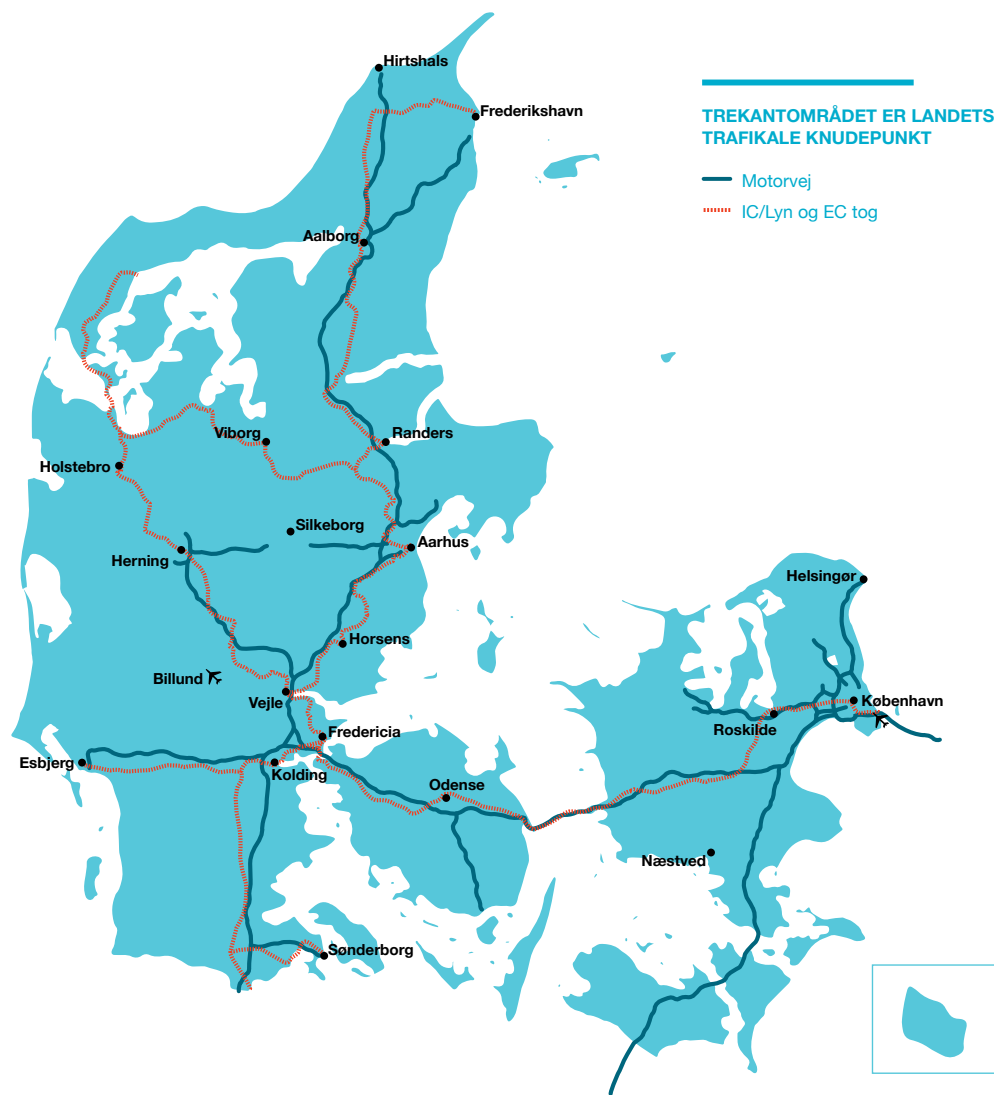 Hirtshals
Frederikshavn
TREKANTOMRÅDET ER LANDETS
TRAFIKALE KNUDEPUNKT
Motorvej
IC/Lyn og EC tog
Aalborg
Viborg
Randers
Holstebro
Silkeborg
Aarhus
Herning
Helsingør
Horsens
Billund
Vejle
København
Roskilde
Fredericia
Esbjerg
Kolding
Odense
Næstved
Sønderborg